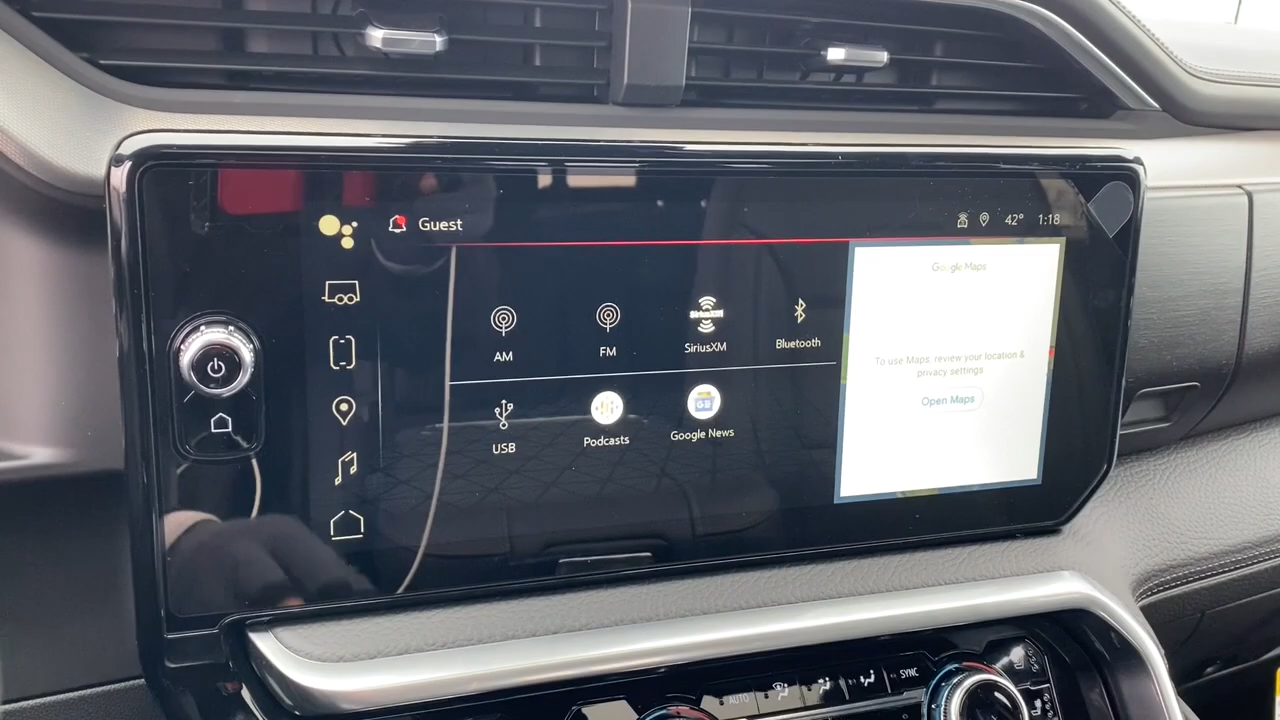 Guest
42° 1:18
Google Maps
AM
FM
SiriusXM
SiriusXM
Bluetooth
To use Maps, review your location &
privacy settings
Open Maps
USB
Podcasts
Google News
AUTO
SYNC